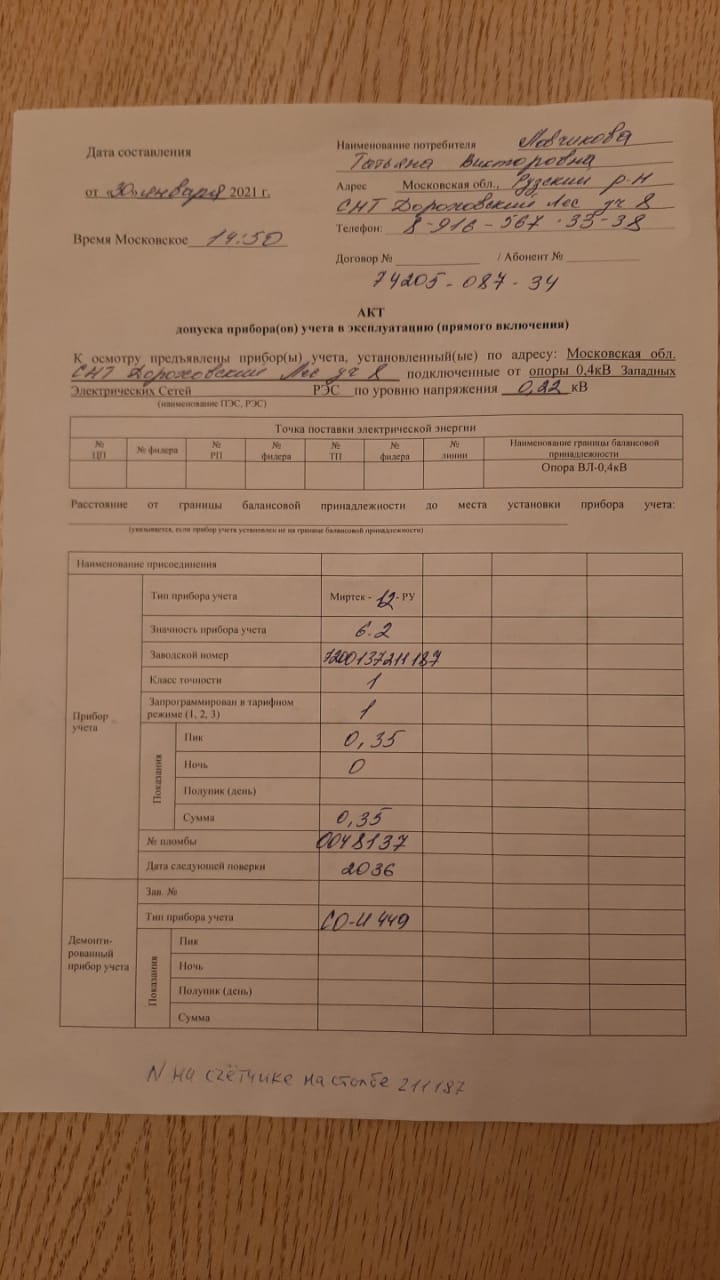 Дата составления
от 30 января 2021 г.
Время Московское 14:50
Наименование потребителя Ловчикова
Татьяна Викторовна
Адрес Московская обл., Рузский р-н
СНТ Дороховский Лес уч 8
Телефон: 8-916-567-33-38
Договор № / Абонент №
74205-087-34
АКТ
допуска прибора(ов) учета в эксплуатацию (прямого включения)
К осмотру предъявлены прибор(ы) учета, установленный(ые) по адресу: Московская обл.
СНТ Дороховский Лес уч 8 подключенные от опоры 0,4кВ Западных
Электрических Сетей РЭС по уровню напряжения 0,22 кВ
(наименование ПЭС, РЭС)
Точка поставки электрической энергии
№ ЦП № фидера № РП № фидера № ТП № фидера № линии Наименование границы балансовой принадлежности
Опора ВЛ-0,4кВ
Расстояние от границы балансовой принадлежности до места установки прибора учета:
(указывается, если прибор учета установлен не на границе балансовой принадлежности)
Наименование присоединения
Прибор учета
Тип прибора учета Миртек - 12 - РУ
Значность прибора учета 6.2
Заводской номер 7200137211187
Класс точности 1
Запрограммирован в тарифном
режиме (1, 2, 3) 1
Показания
Пик 0,35
Ночь 0
Полупик (день)
Сумма 0,35
№ пломбы 0048137
Дата следующей поверки 2036
Демонти-
рованный
прибор учета
Зав. №
Тип прибора учета СО-И 449
Показания
Пик
Ночь
Полупик (день)
Сумма
N на счётчике на столбе 211187